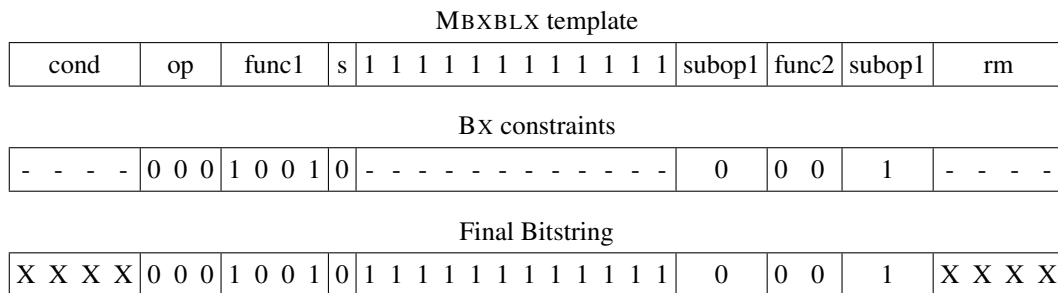 MBXBLX template
cond op func1 s 1 1 1 1 1 1 1 1 1 1 1 1 subop1 func2 subop1 rm
BX constraints
- - - - 0 0 0 1 0 0 1 0 - - - - - - - - - - - - 0 0 0 1 - - - -
Final Bitstring
X X X X 0 0 0 1 0 0 1 0 1 1 1 1 1 1 1 1 1 1 1 1 0 0 0 1 X X X X